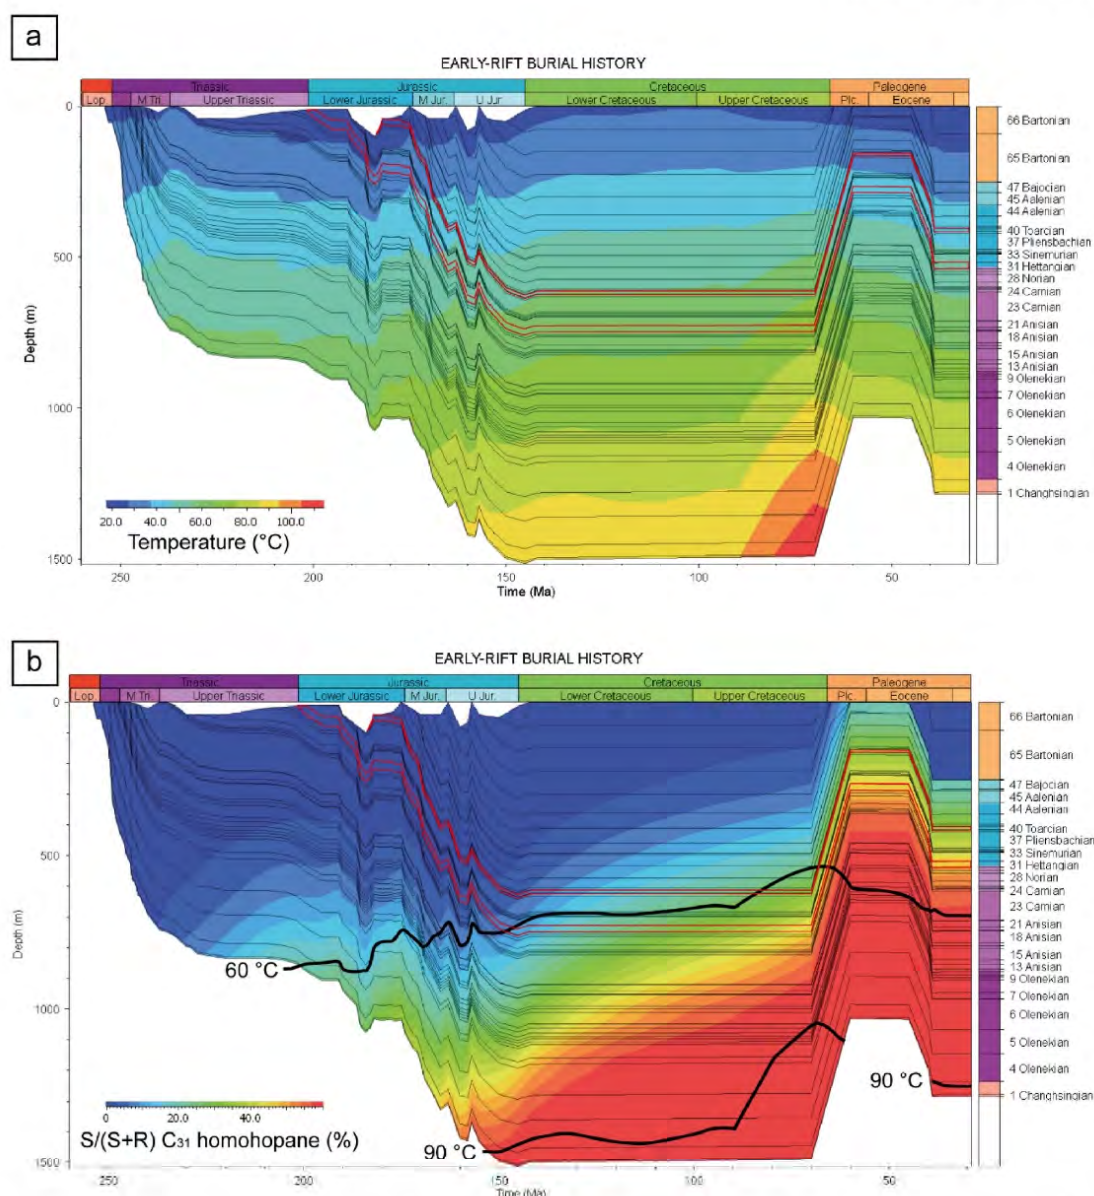 a
EARLY-RIFT BURIAL HISTORY
Triassic Jurassic Cretaceous Paleogene
Lop. M Tri. Upper Triassic Lower Jurassic M Jur. U Jur Lower Cretaceous Upper Cretaceous Plc. Eocene
0
500
1000
1500
Depth (m)
66 Bartonian
65 Bartonian
47 Bajocian
45 Aalenian
44 Aalenian
40 Toarcian
37 Pliensbachian
33 Sinemurian
31 Hettangian
28 Norian
24 Carnian
23 Carnian
21 Anisian
18 Anisian
15 Anisian
13 Anisian
9 Olenekian
7 Olenekian
6 Olenekian
5 Olenekian
4 Olenekian
1 Changhsingian
20.0 40.0 60.0 80.0 100.0
Temperature (°C)
250 200 150 100 50
Time (Ma)
b
EARLY-RIFT BURIAL HISTORY
Triassic Jurassic Cretaceous Paleogene
Lop. M Tri. Upper Triassic Lower Jurassic M Jur. U Jur. Lower Cretaceous Upper Cretaceous Plc. Eocene
0
500
1000
1500
Depth (m)
66 Bartonian
65 Bartonian
47 Bajocian
45 Aalenian
44 Aalenian
40 Toarcian
37 Pliensbachian
33 Sinemurian
31 Hettangian
28 Norian
24 Carnian
23 Carnian
21 Anisian
18 Anisian
15 Anisian
13 Anisian
9 Olenekian
7 Olenekian
6 Olenekian
5 Olenekian
4 Olenekian
1 Changhsingian
60 °C
90 °C
90 °C
0 20.0 40.0
S/(S+R) C31 homohopane (%)
250 200 150 100 50
Time (Ma)